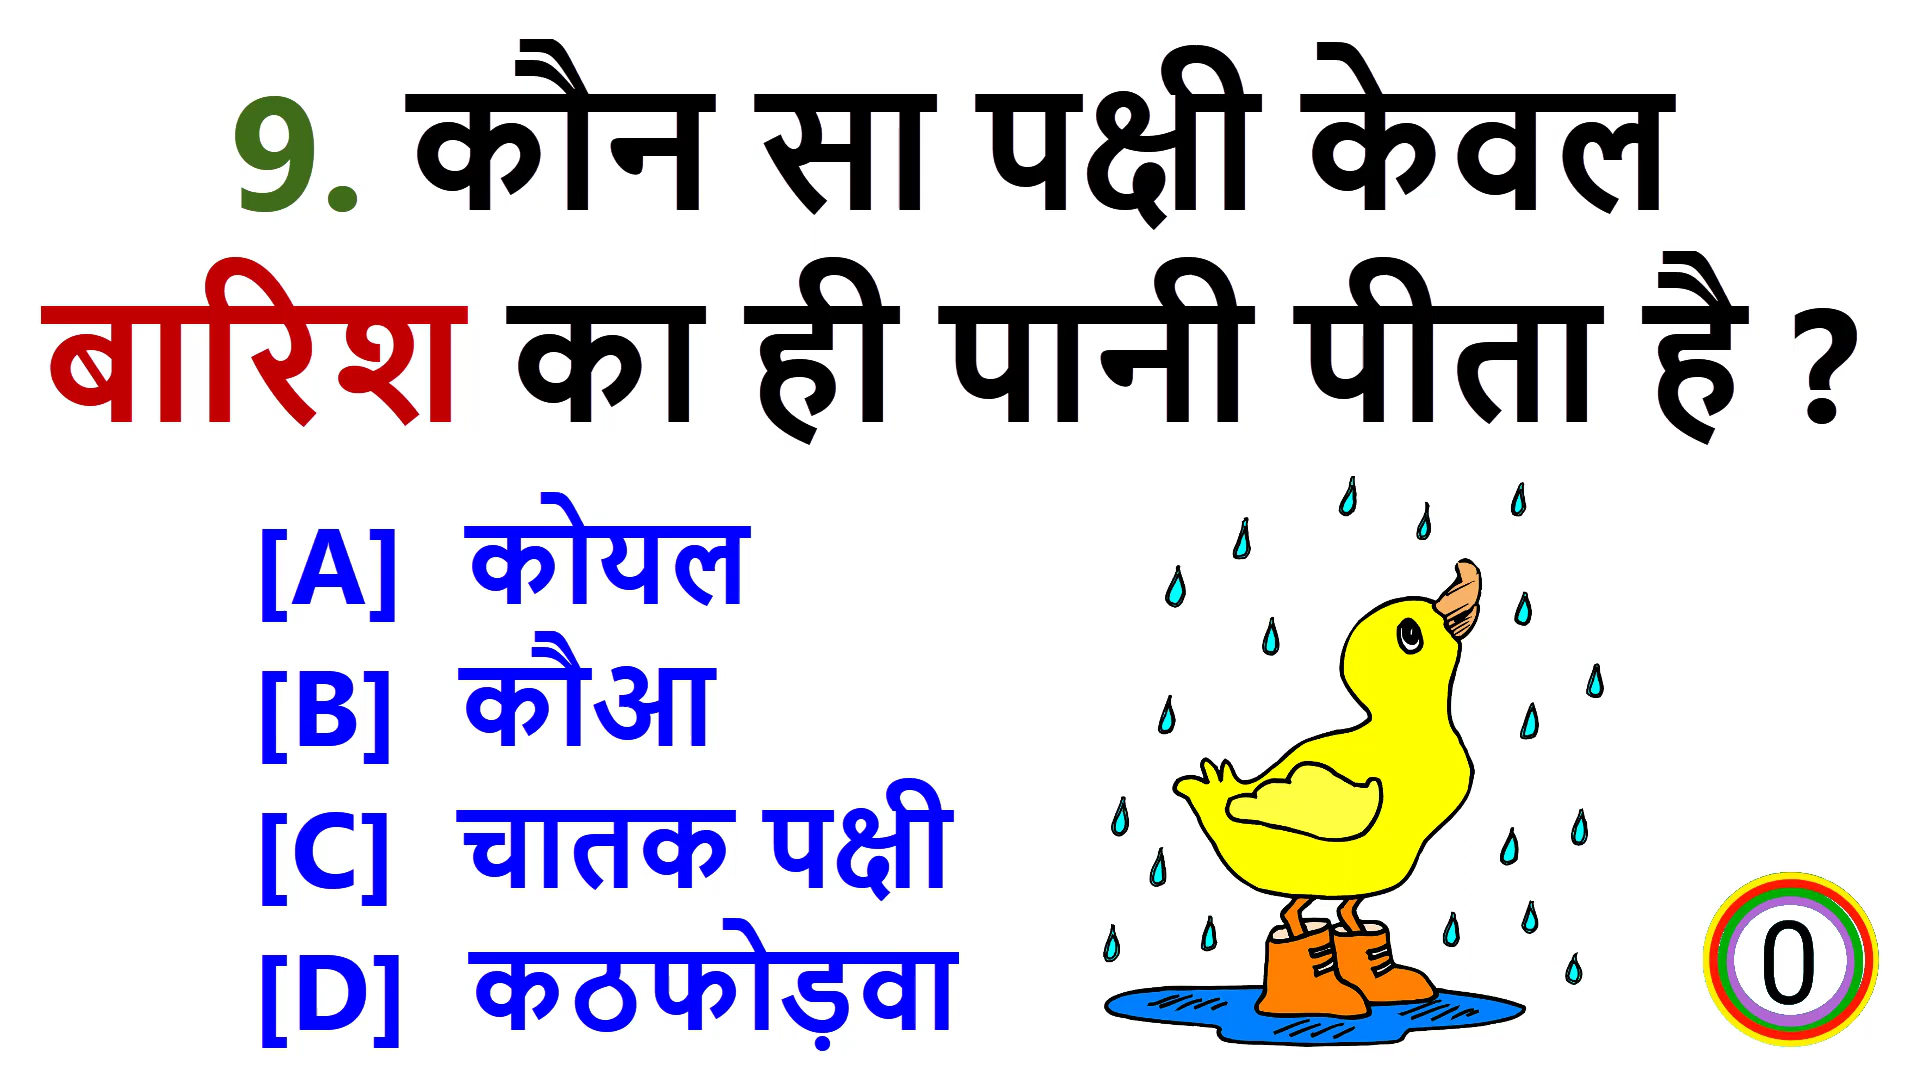 9. कौन सा पक्षी केवल
बारिश का ही पानी पीता है ?
[A] कोयल
[B] कौआ
[C] चातक पक्षी
[D] कठफोड़वा
0